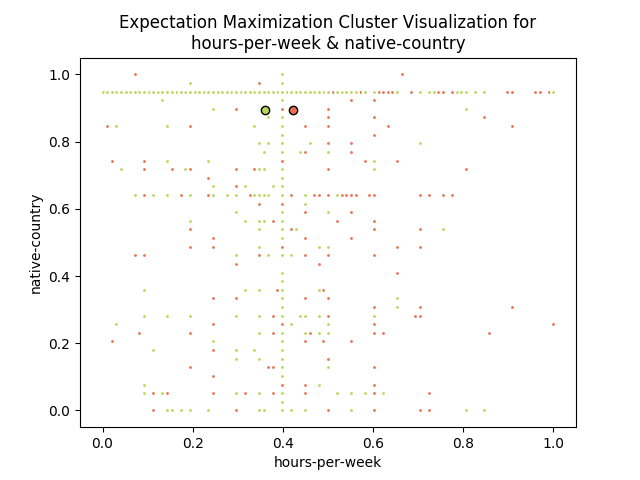 Expectation Maximization Cluster Visualization for
hours-per-week & native-country
native-country
1.0
0.8
0.6
0.4
0.2
0.0
0.0 0.2 0.4 0.6 0.8 1.0
hours-per-week